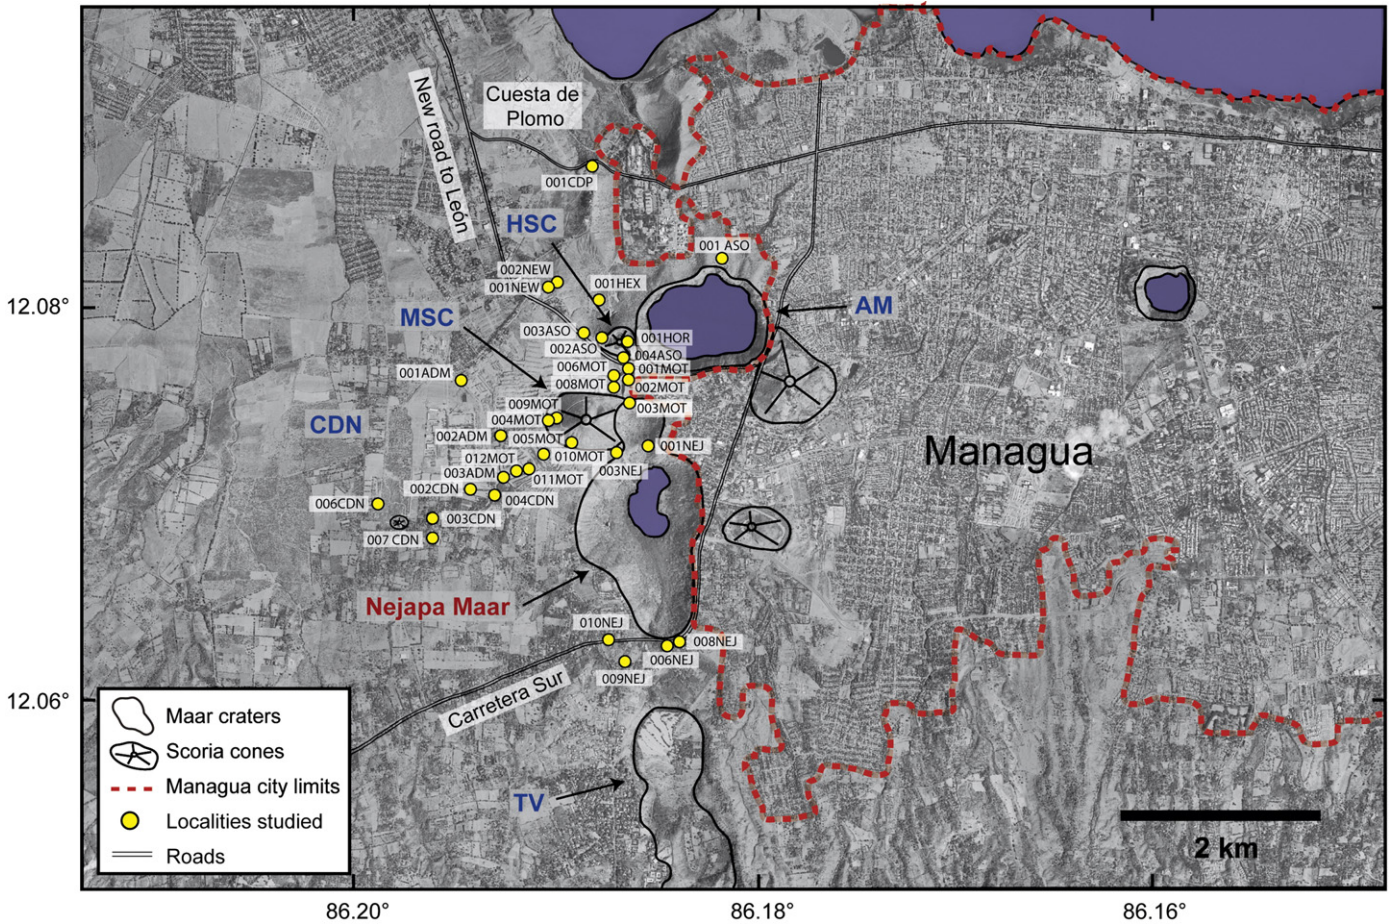 Cuesta de
Plomo
New road to León
001CDP
HSC
001 ASO
002NEW
001NEW
001HEX
12.08°
MSC
AM
003ASO
001HOR
002ASO
004ASO
006MOT
001MOT
001ADM
008MOT
002MOT
009MOT
003MOT
CDN
004MOT
002ADM
005MOT
001NEJ
Managua
012MOT
010MOT
003NEJ
003ADM
011MOT
002CDN
004CDN
006CDN
003CDN
007 CDN
Nejapa Maar
010NEJ
008NEJ
006NEJ
009NEJ
Carretera Sur
12.06°
Maar craters
Scoria cones
Managua city limits
Localities studied
Roads
TV
2 km
86.20°
86.18°
86.16°